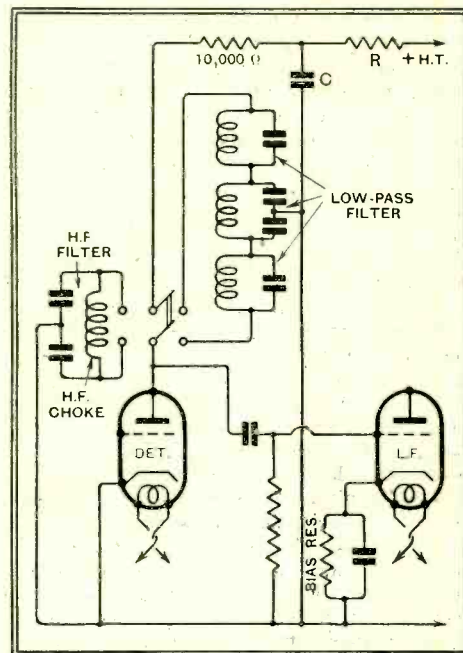 10,000 Ω
R
+ H.T.
C
LOW-PASS
FILTER
H.F.
FILTER
H.F.
CHOKE
DET.
L.F.
BIAS RES.